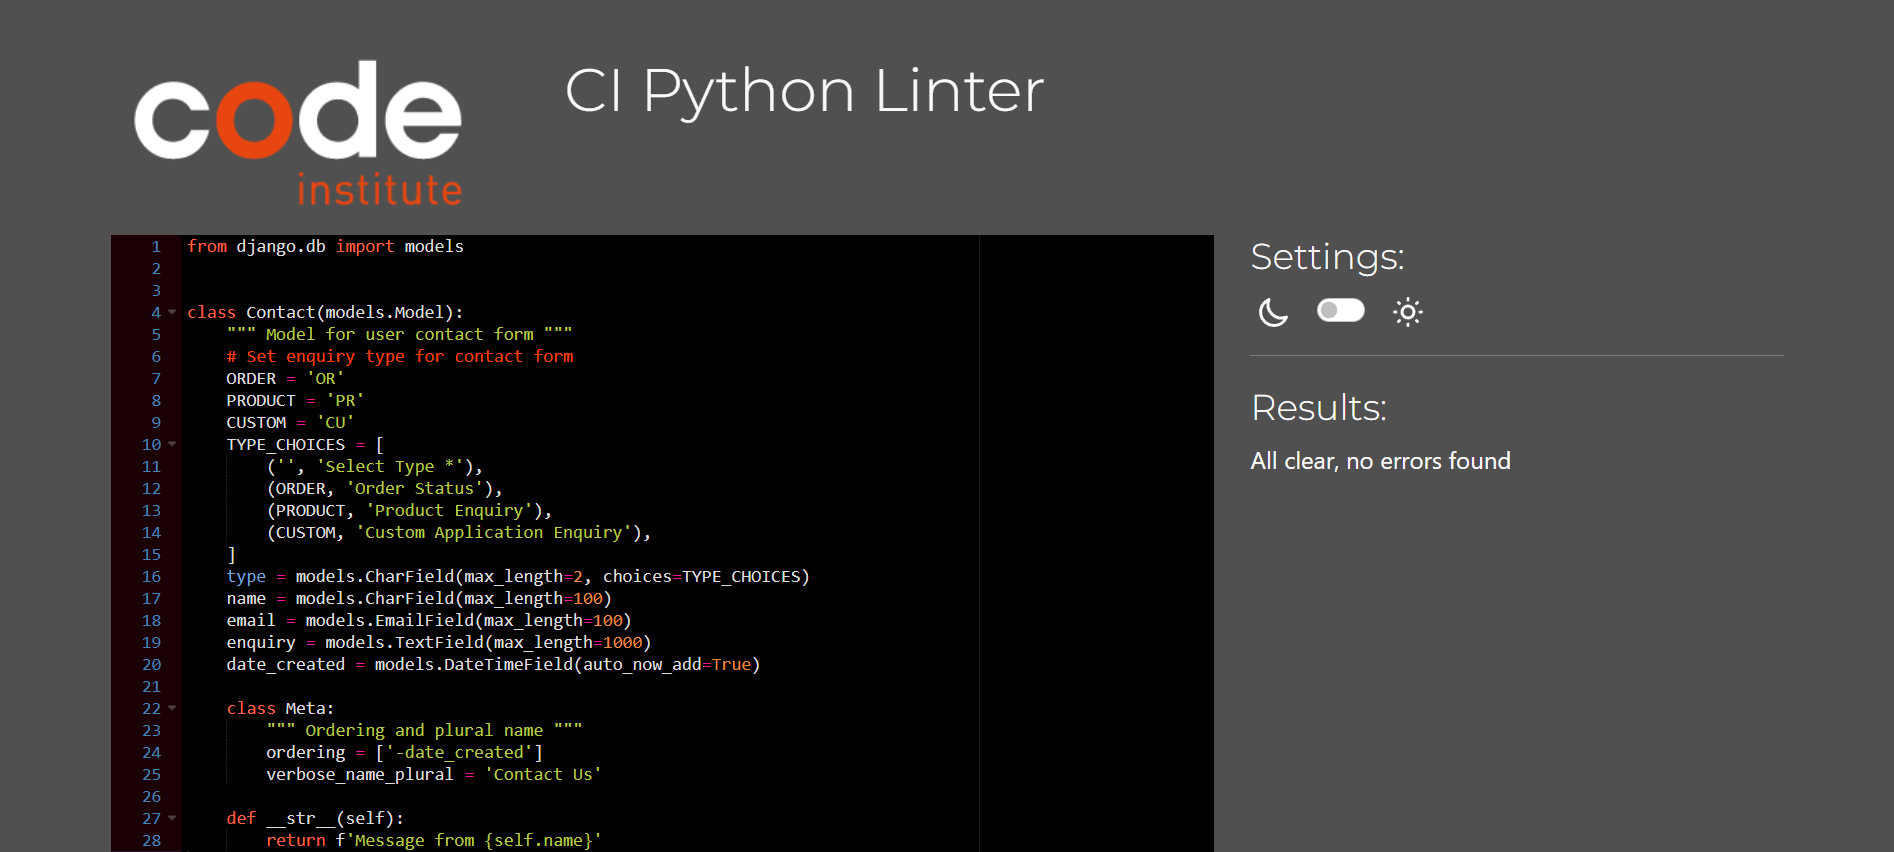 code
institute
CI Python Linter
1 from django.db import models
2
3
4 class Contact(models.Model):
5     """ Model for user contact form """
6     # Set enquiry type for contact form
7     ORDER = 'OR'
8     PRODUCT = 'PR'
9     CUSTOM = 'CU'
10     TYPE_CHOICES = [
11         ('', 'Select Type *'),
12         (ORDER, 'Order Status'),
13         (PRODUCT, 'Product Enquiry'),
14         (CUSTOM, 'Custom Application Enquiry'),
15     ]
16     type = models.CharField(max_length=2, choices=TYPE_CHOICES)
17     name = models.CharField(max_length=100)
18     email = models.EmailField(max_length=100)
19     enquiry = models.TextField(max_length=1000)
20     date_created = models.DateTimeField(auto_now_add=True)
21
22     class Meta:
23         """ Ordering and plural name """
24         ordering = ['-date_created']
25         verbose_name_plural = 'Contact Us'
26
27     def __str__(self):
28         return f'Message from {self.name}'
Settings:
Results:
All clear, no errors found